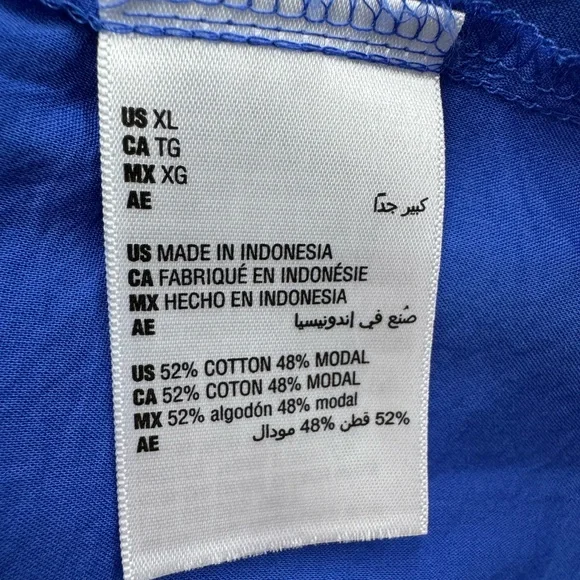 US XL
CA TG
MX XG
AE كبير جدًا
US MADE IN INDONESIA
CA FABRIQUÉ EN INDONÉSIE
MX HECHO EN INDONESIA
AE صُنع في إندونيسيا
US 52% COTTON 48% MODAL
CA 52% COTON 48% MODAL
MX 52% algodón 48% modal
AE 52% قطن 48% مودال